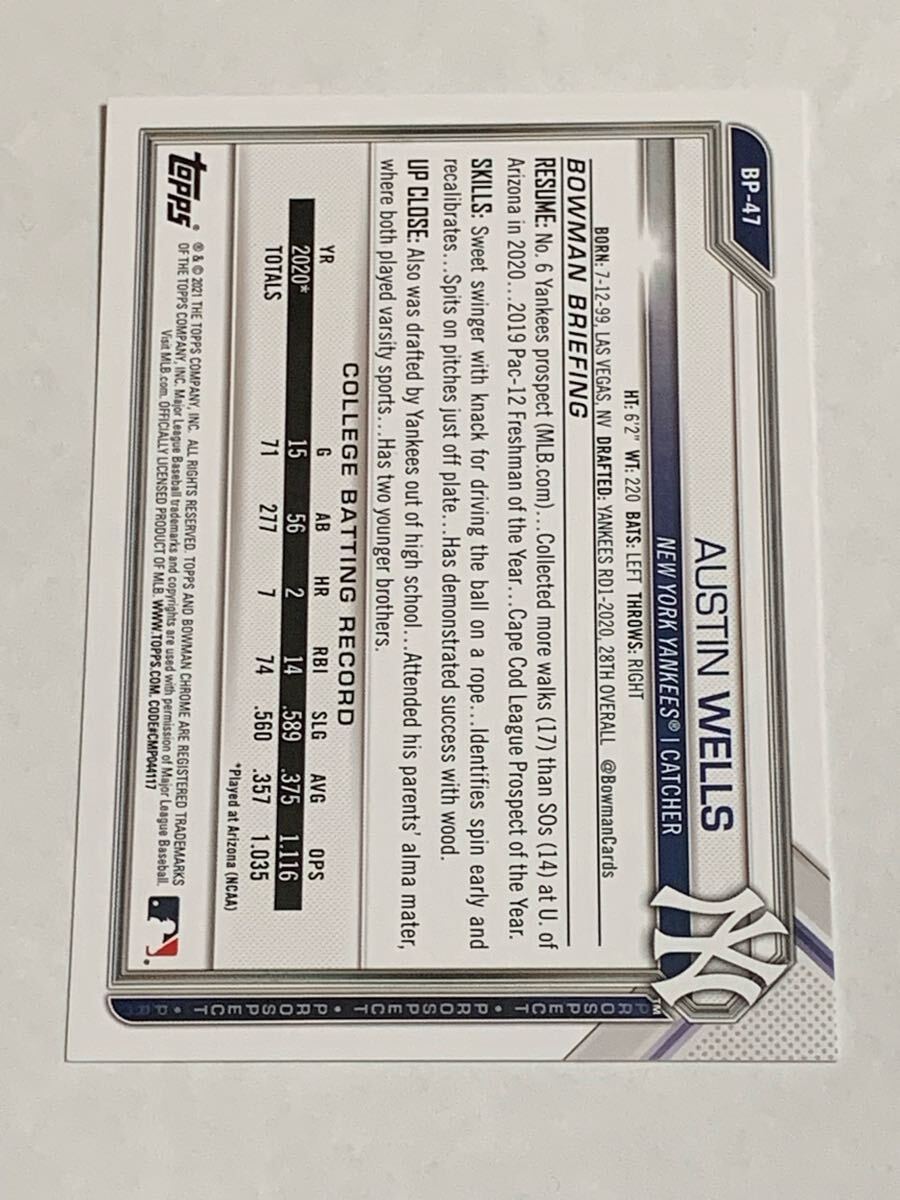 BP-47
AUSTIN WELLS
NEW YORK YANKEES® | CATCHER
HT: 6'2" WT: 220 BATS: LEFT THROWS: RIGHT
BORN: 7-12-99, LAS VEGAS, NV DRAFTED: YANKEES RD1-2020, 28TH OVERALL @BowmanCards
BOWMAN BRIEFING
RESUME: No. 6 Yankees prospect (MLB.com)...Collected more walks (17) than SOs (14) at U. of
Arizona in 2020...2019 Pac-12 Freshman of the Year...Cape Cod League Prospect of the Year.
SKILLS: Sweet swinger with knack for driving the ball on a rope...Identifies spin early and
recalibrates...Spits on pitches just off plate...Has demonstrated success with wood.
UP CLOSE: Also was drafted by Yankees out of high school...Attended his parents' alma mater,
where both played varsity sports...Has two younger brothers.
COLLEGE BATTING RECORD
YR G AB HR RBI SLG AVG OPS
2020* 15 56 2 14 .589 .375 1.116
TOTALS 71 277 7 74 .560 .357 1.035
*Played at Arizona (NCAA)
topps®
® & © 2021 THE TOPPS COMPANY, INC. ALL RIGHTS RESERVED. TOPPS AND BOWMAN CHROME ARE REGISTERED TRADEMARKS
OF THE TOPPS COMPANY, INC. Major League Baseball trademarks and copyrights are used with permission of Major League Baseball.
Visit MLB.com. OFFICIALLY LICENSED PRODUCT OF MLB. WWW.TOPPS.COM. CODE#CMP044117
PROSPECT • PROSPECT • PROSPECT • PR
NY
TM